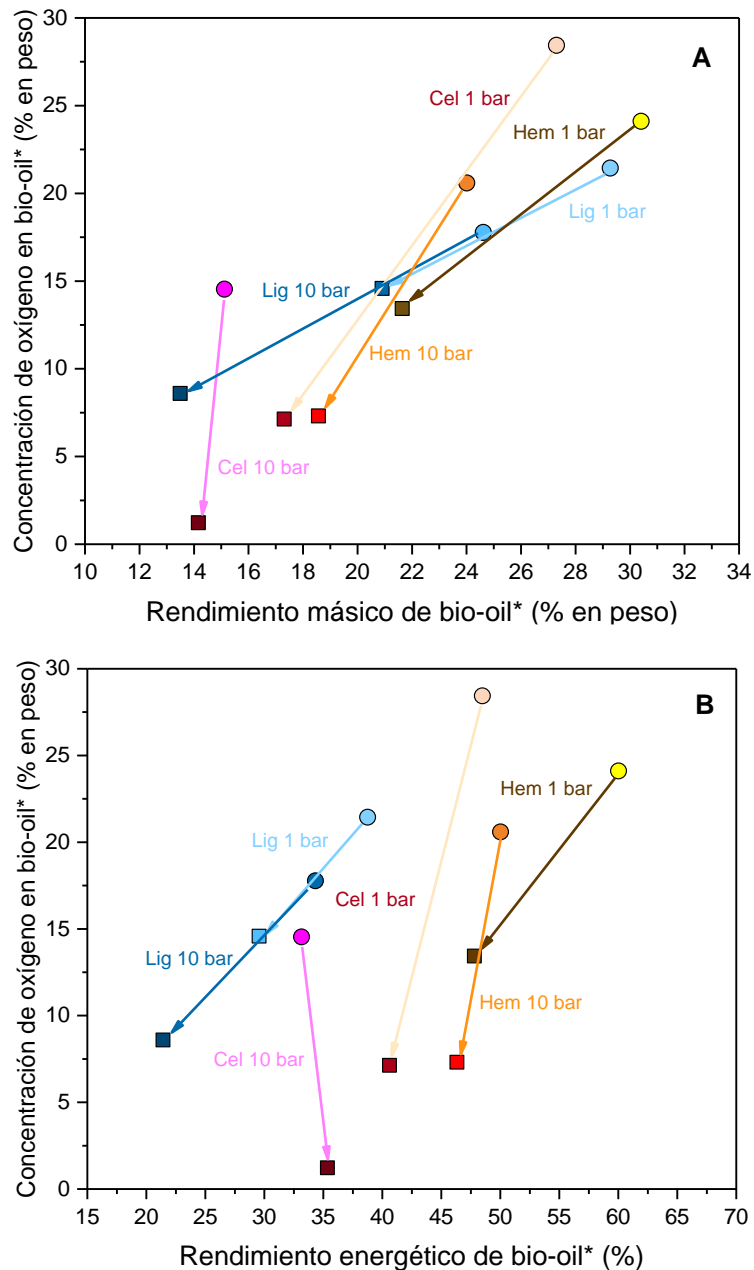 A
Concentración de oxígeno en bio-oil* (% en peso)
30
25
20
15
10
5
0
Cel 1 bar
Hem 1 bar
Lig 1 bar
Lig 10 bar
Hem 10 bar
Cel 10 bar
10 12 14 16 18 20 22 24 26 28 30 32 34
Rendimiento másico de bio-oil* (% en peso)
B
Concentración de oxígeno en bio-oil* (% en peso)
30
25
20
15
10
5
0
Hem 1 bar
Lig 1 bar
Cel 1 bar
Lig 10 bar
Hem 10 bar
Cel 10 bar
15 20 25 30 35 40 45 50 55 60 65 70
Rendimiento energético de bio-oil* (%)